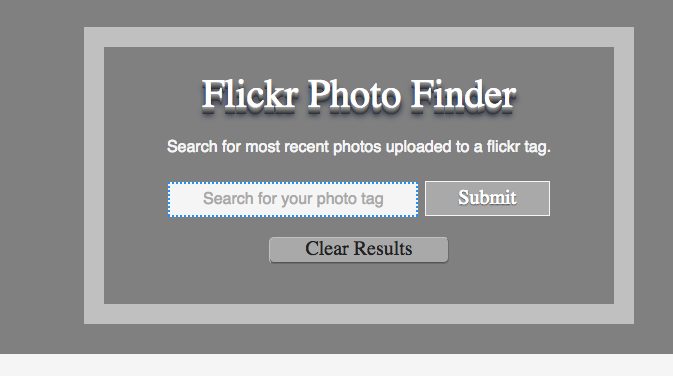 Flickr Photo Finder
Search for most recent photos uploaded to a flickr tag.
Search for your photo tag
Submit
Clear Results